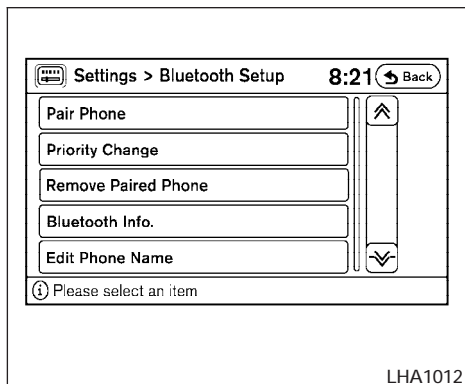 Settings > Bluetooth Setup 8:21 Back
Pair Phone
Priority Change
Remove Paired Phone
Bluetooth Info.
Edit Phone Name
i Please select an item
LHA1012